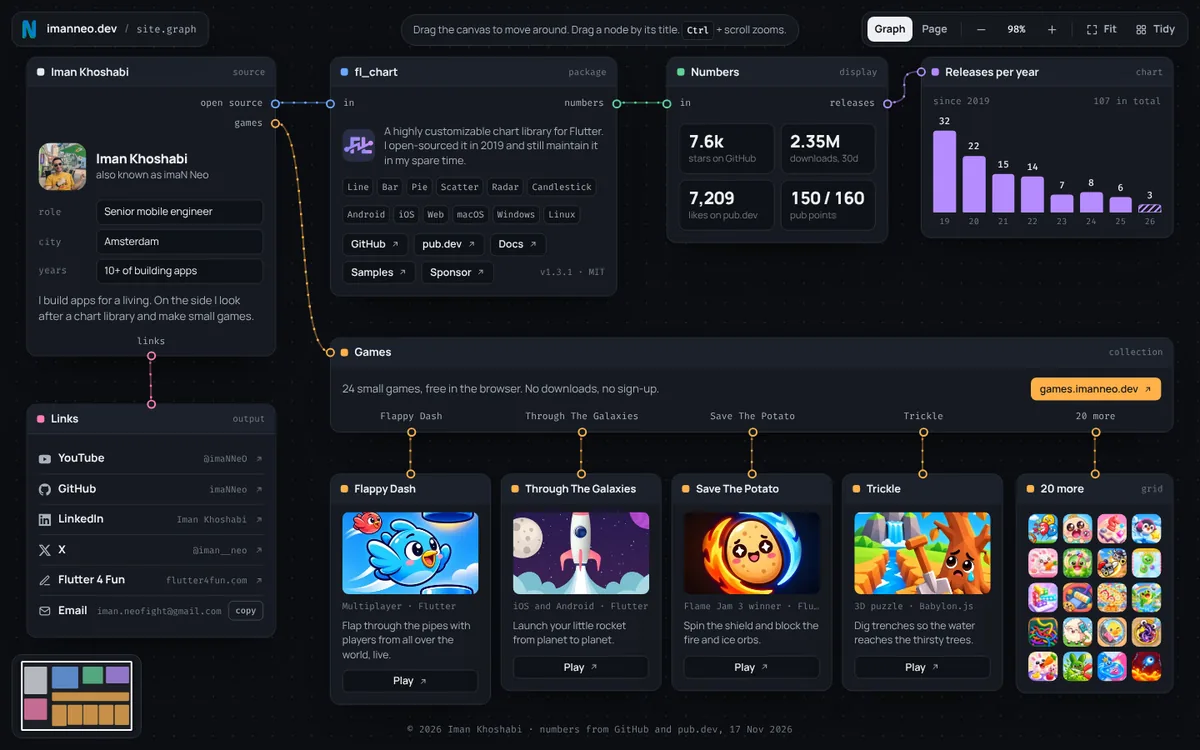 imanneo.dev / site.graph
Drag the canvas to move around. Drag a node by its title. Ctrl + scroll zooms.
Graph Page − 98% + Fit Tidy
Iman Khoshabi source
open source
games
Iman Khoshabi
also known as imaN Neo
role Senior mobile engineer
city Amsterdam
years 10+ of building apps
I build apps for a living. On the side I look
after a chart library and make small games.
links
fl_chart package
in numbers
FL
A highly customizable chart library for Flutter.
I open-sourced it in 2019 and still maintain it
in my spare time.
Line Bar Pie Scatter Radar Candlestick
Android iOS Web macOS Windows Linux
GitHub ↗ pub.dev ↗ Docs ↗
Samples ↗ Sponsor ↗ v1.3.1 · MIT
Numbers display
in releases
7.6k
stars on GitHub
2.35M
downloads, 30d
7,209
likes on pub.dev
150 / 160
pub points
Releases per year chart
since 2019 107 in total
32 22 15 14 7 8 6 3
19 20 21 22 23 24 25 26
Games collection
24 small games, free in the browser. No downloads, no sign-up.
games.imanneo.dev ↗
Flappy Dash Through The Galaxies Save The Potato Trickle 20 more
Links output
YouTube @imaNNeO ↗
GitHub imaNNeo ↗
LinkedIn Iman Khoshabi ↗
X @iman__neo ↗
Flutter 4 Fun flutter4fun.com ↗
Email iman.neofight@gmail.com copy
Flappy Dash
Multiplayer · Flutter
Flap through the pipes with
players from all over the
world, live.
Play ↗
Through The Galaxies
iOS and Android · Flutter
Launch your little rocket
from planet to planet.
Play ↗
Save The Potato
Flame Jam 3 winner · Flu…
Spin the shield and block the
fire and ice orbs.
Play ↗
Trickle
3D puzzle · Babylon.js
Dig trenches so the water
reaches the thirsty trees.
Play ↗
20 more grid
© 2026 Iman Khoshabi · numbers from GitHub and pub.dev, 17 Nov 2026